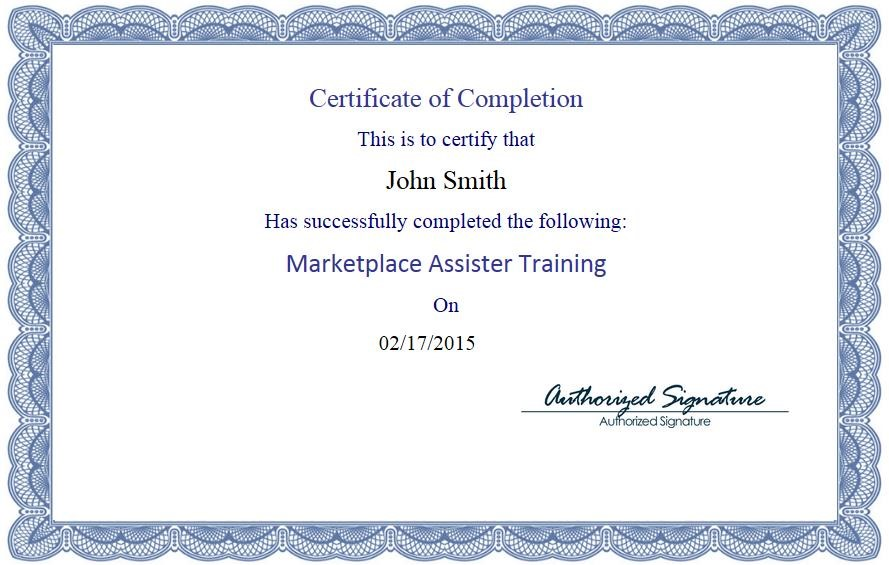 Certificate of Completion
This is to certify that
John Smith
Has successfully completed the following:
Marketplace Assister Training
On
02/17/2015
Authorized Signature
Authorized Signature